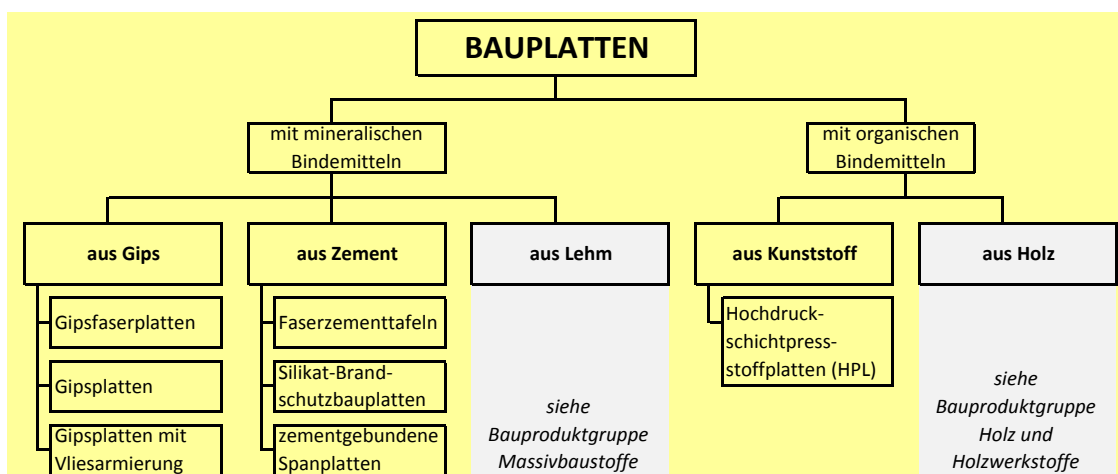 BAUPLATTEN
mit mineralischen
Bindemitteln
mit organischen
Bindemitteln
aus Gips
aus Zement
aus Lehm
aus Kunststoff
aus Holz
Gipsfaserplatten
Gipsplatten
Gipsplatten mit
Vliesarmierung
Faserzementtafeln
Silikat-Brand-
schutzbauplatten
zementgebundene
Spanplatten
siehe
Bauproduktgruppe
Massivbaustoffe
Hochdruck-
schichtpress-
stoffplatten (HPL)
siehe
Bauproduktgruppe
Holz und
Holzwerkstoffe